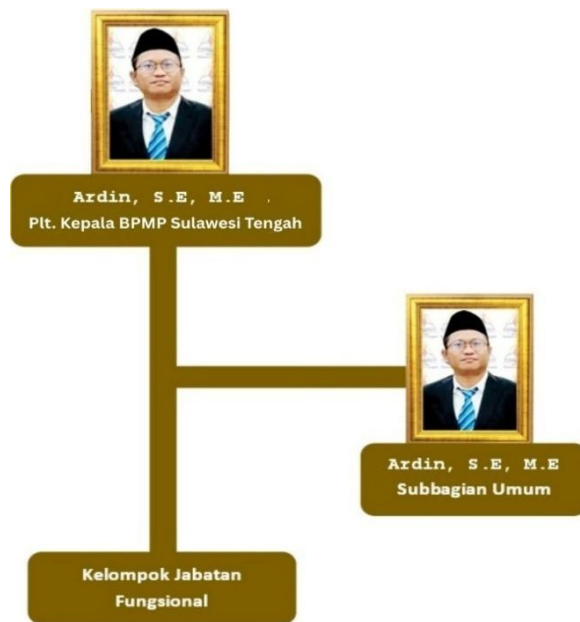 Ardin, S.E, M.E .
Plt. Kepala BPMP Sulawesi Tengah
Ardin, S.E, M.E
Subbagian Umum
Kelompok Jabatan
Fungsional